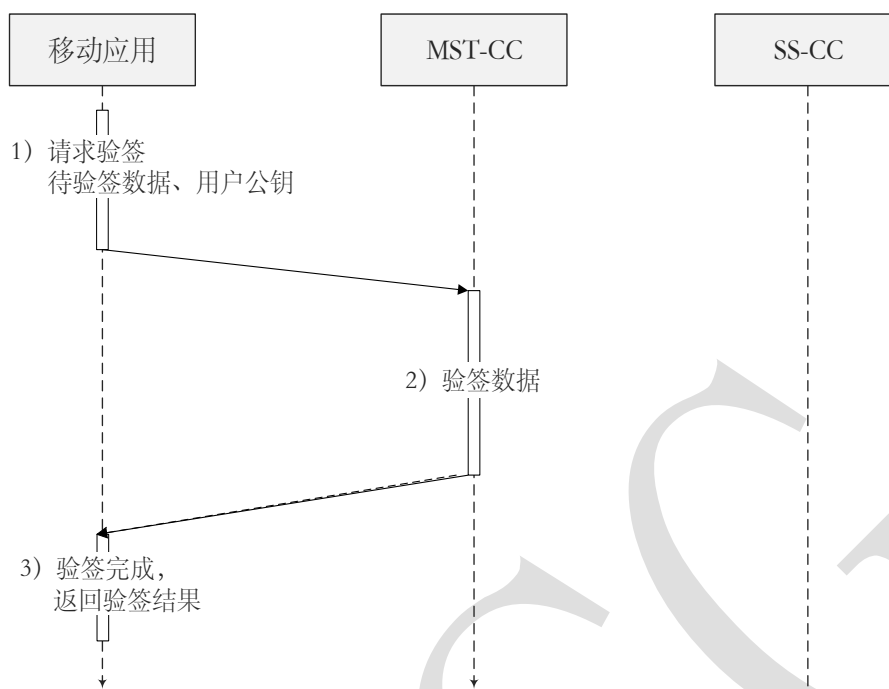 移动应用
MST-CC
SS-CC
1）请求验签
待验签数据、用户公钥
2）验签数据
3）验签完成，
返回验签结果